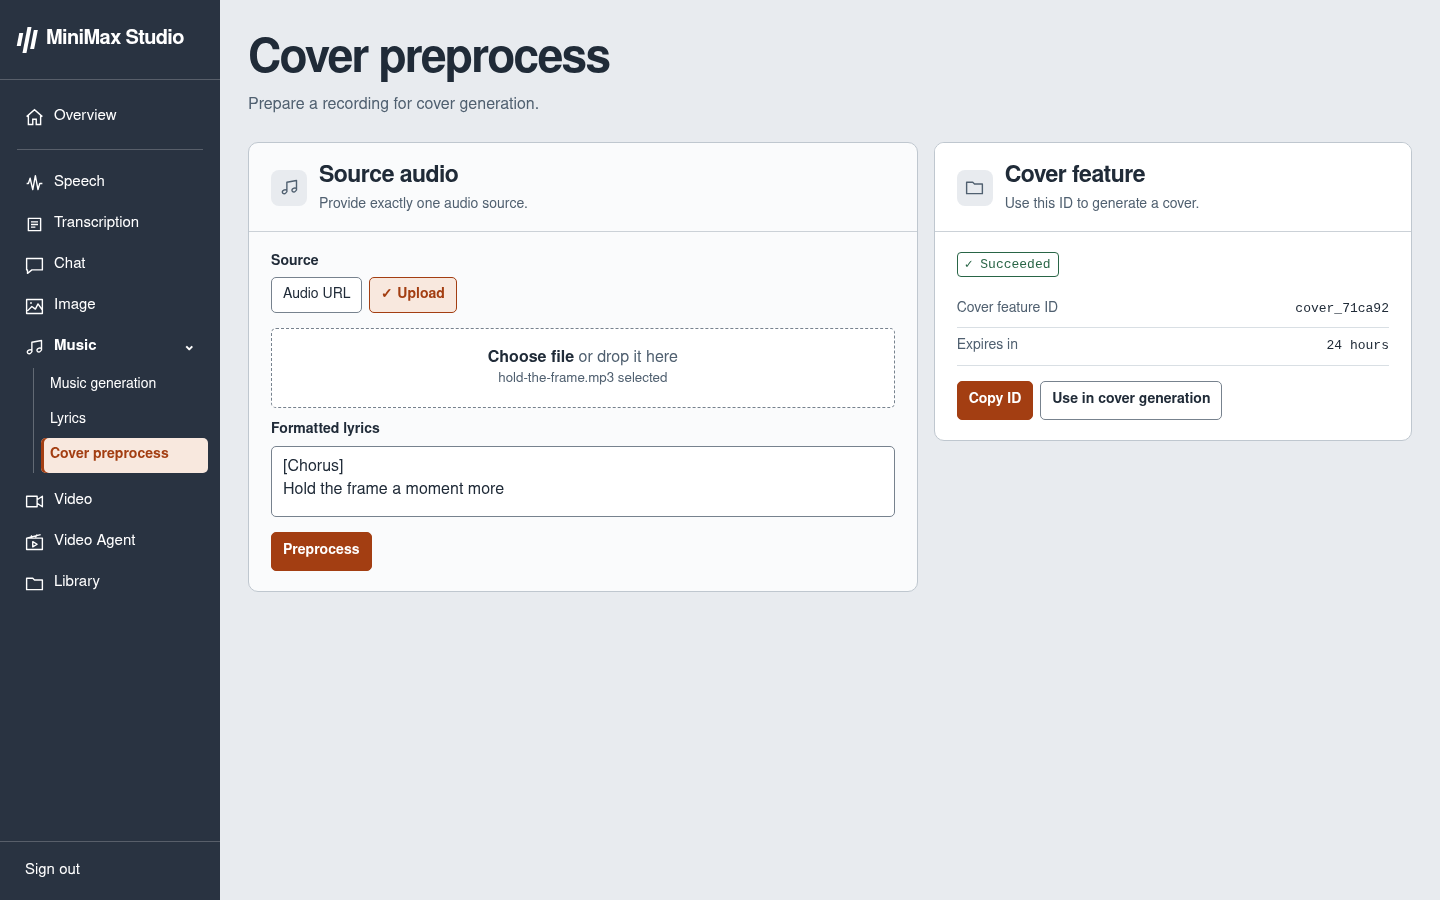 MiniMax Studio
Overview
Speech
Transcription
Chat
Image
Music
Music generation
Lyrics
Cover preprocess
Video
Video Agent
Library
Sign out
Cover preprocess
Prepare a recording for cover generation.
Source audio
Provide exactly one audio source.
Source
Audio URL
✓ Upload
Choose file or drop it here
hold-the-frame.mp3 selected
Formatted lyrics
[Chorus]
Hold the frame a moment more
Preprocess
Cover feature
Use this ID to generate a cover.
✓ Succeeded
Cover feature ID cover_71ca92
Expires in 24 hours
Copy ID
Use in cover generation